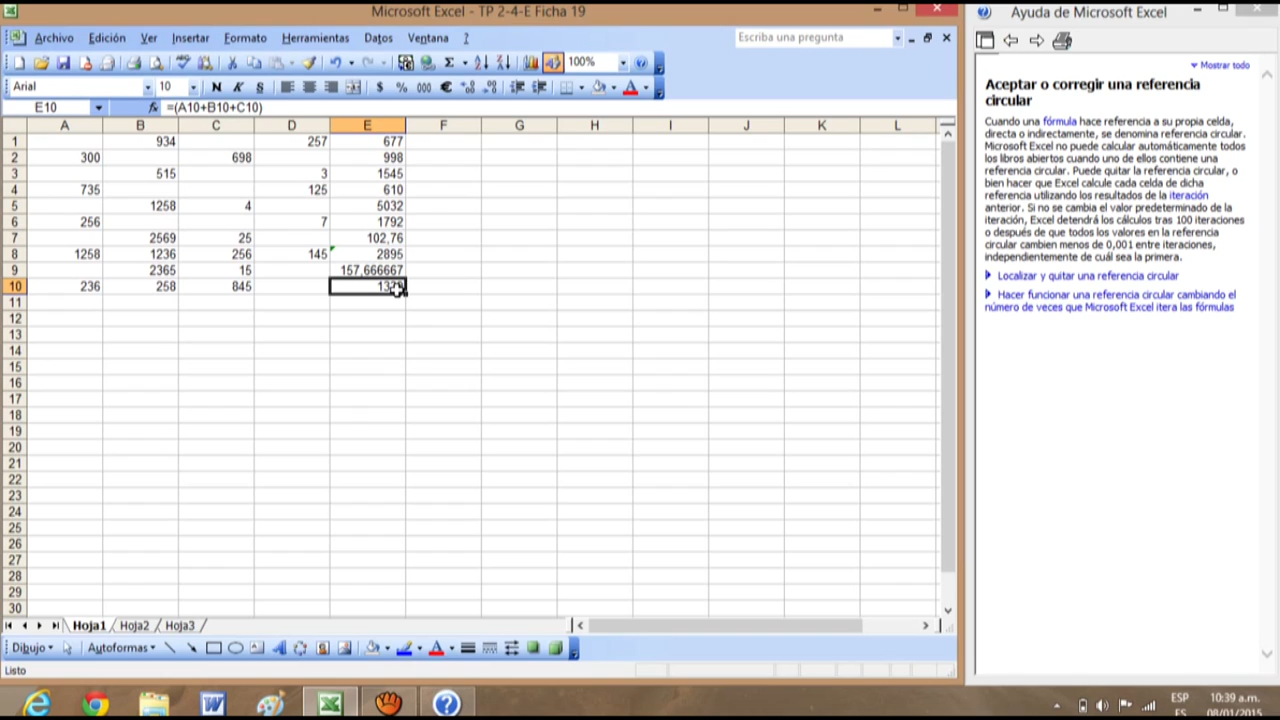 Microsoft Excel - TP 2-4-E Ficha 19
Archivo Edición Ver Insertar Formato Herramientas Datos Ventana ? Escriba una pregunta
100%
Arial 10 N K S $ % 000 €
E10 fx =(A10+B10+C10)
A B C D E F G H I J K L
1 934 257 677
2 300 698 998
3 515 3 1545
4 735 125 610
5 1258 4 5032
6 256 7 1792
7 2569 25 102,76
8 1258 1236 256 145 2895
9 2365 15 157,666667
10 236 258 845
11
12
13
14
15
16
17
18
19
20
21
22
23
24
25
26
27
28
29
30
Hoja1 Hoja2 Hoja3
Dibujo Autoformas
Listo
Ayuda de Microsoft Excel
Mostrar todo
Aceptar o corregir una referencia
circular
Cuando una fórmula hace referencia a su propia celda,
directa o indirectamente, se denomina referencia circular.
Microsoft Excel no puede calcular automáticamente todos
los libros abiertos cuando uno de ellos contiene una
referencia circular. Puede quitar la referencia circular, o
bien hacer que Excel calcule cada celda de dicha
referencia utilizando los resultados de la iteración
anterior. Si no se cambia el valor predeterminado de la
iteración, Excel detendrá los cálculos tras 100 iteraciones
o después de que todos los valores en la referencia
circular cambien menos de 0,001 entre iteraciones,
independientemente de cuál sea la primera.
Localizar y quitar una referencia circular
Hacer funcionar una referencia circular cambiando el
número de veces que Microsoft Excel itera las fórmulas
ESP
ES
10:39 a.m.
08/01/2015